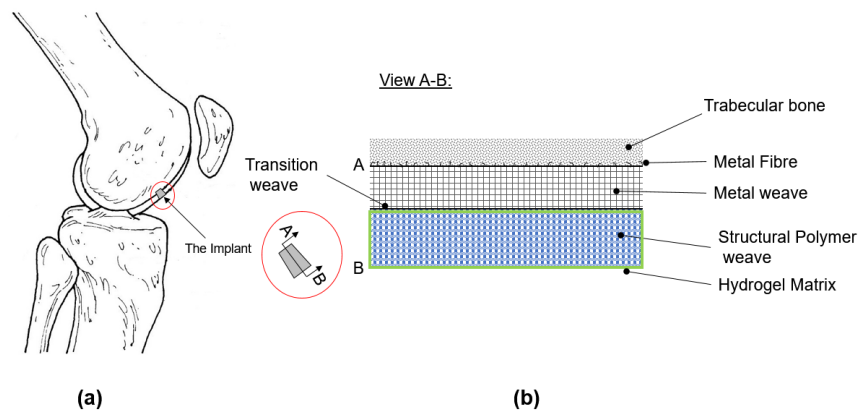 View A-B:
Trabecular bone
A
Metal Fibre
Transition
weave
Metal weave
The Implant
A
B
Structural Polymer
weave
B
Hydrogel Matrix
(a)
(b)